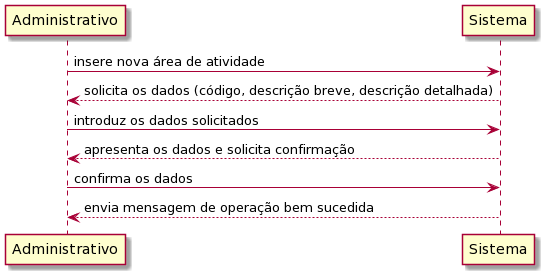 Administrativo Sistema
insere nova área de atividade
solicita os dados (código, descrição breve, descrição detalhada)
introduz os dados solicitados
apresenta os dados e solicita confirmação
confirma os dados
envia mensagem de operação bem sucedida
Administrativo Sistema